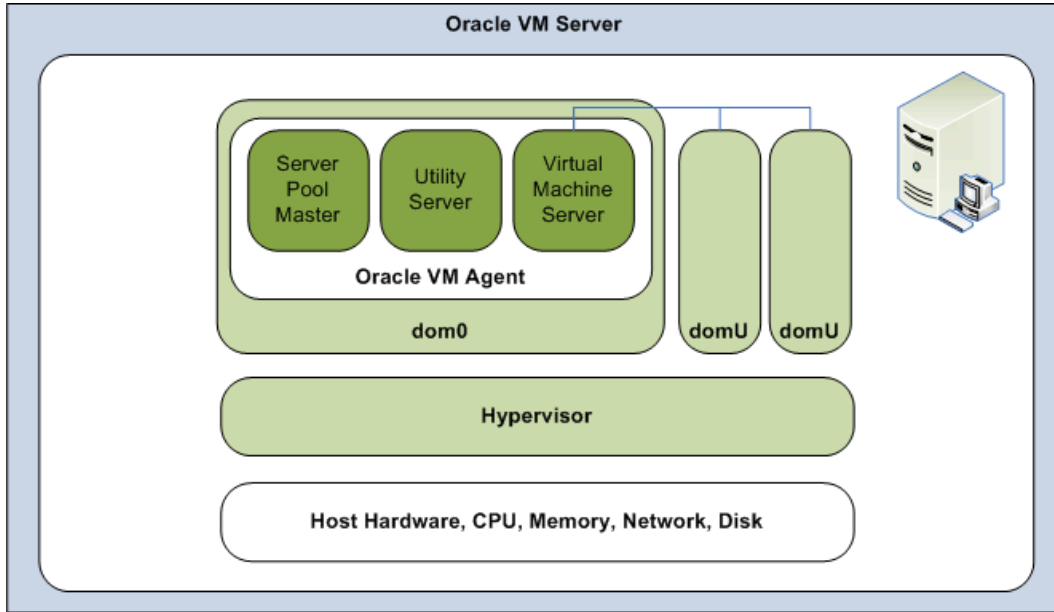 Oracle VM Server
Server
Pool
Master
Utility
Server
Virtual
Machine
Server
Oracle VM Agent
dom0
domU
domU
Hypervisor
Host Hardware, CPU, Memory, Network, Disk